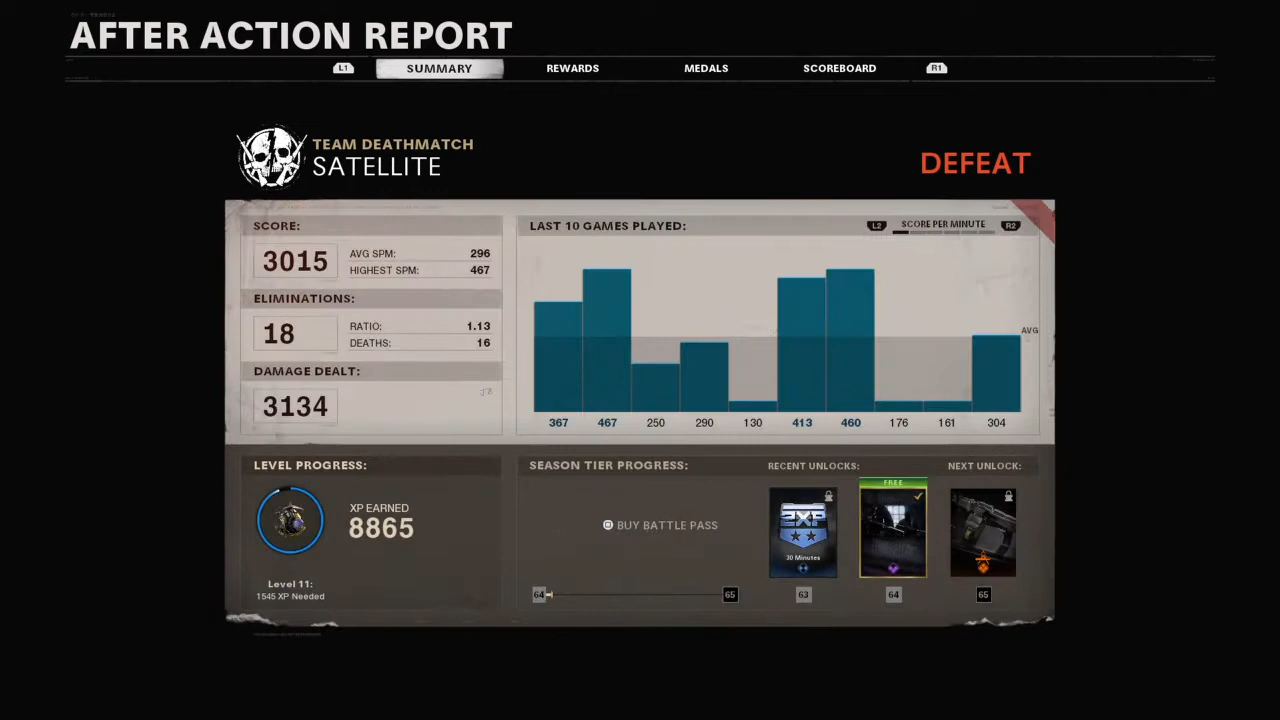 AFTER ACTION REPORT
L1 SUMMARY REWARDS MEDALS SCOREBOARD R1
TEAM DEATHMATCH
SATELLITE
DEFEAT
SCORE:
3015
AVG SPM: 296
HIGHEST SPM: 467
ELIMINATIONS:
18
RATIO: 1.13
DEATHS: 16
DAMAGE DEALT:
3134
LAST 10 GAMES PLAYED:
L2 SCORE PER MINUTE R2
AVG
367 467 250 290 130 413 460 176 161 304
LEVEL PROGRESS:
XP EARNED
8865
Level 11:
1545 XP Needed
SEASON TIER PROGRESS:
BUY BATTLE PASS
64 65
RECENT UNLOCKS:
2XP
30 Minutes
63
FREE
64
NEXT UNLOCK:
65